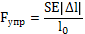 Fупр = SE|Δl| / l₀